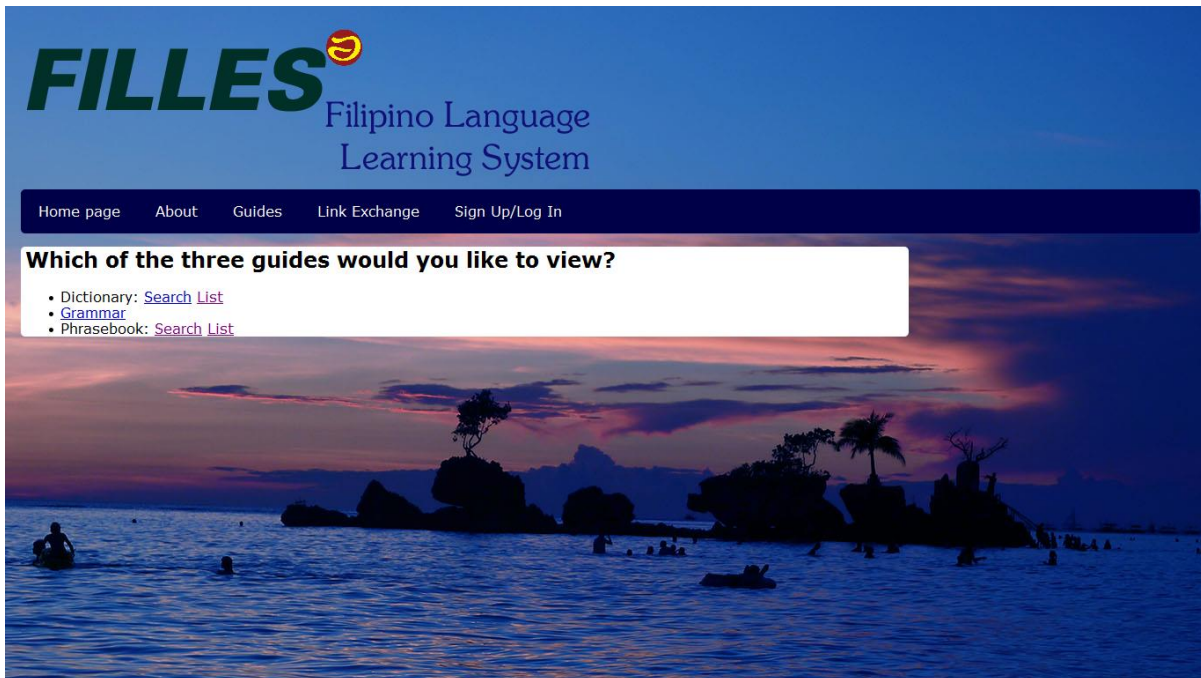 FILLES
Filipino Language
Learning System
Home page About Guides Link Exchange Sign Up/Log In
Which of the three guides would you like to view?
• Dictionary: Search List
• Grammar
• Phrasebook: Search List